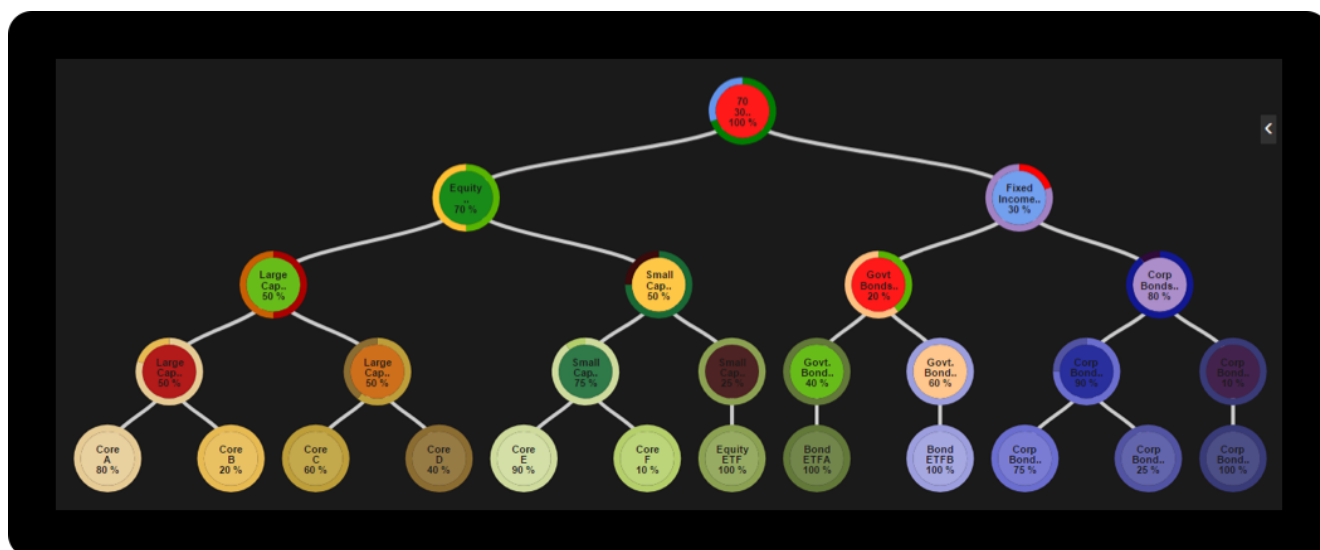 70
30..
100 %
Equity
..
70 %
Fixed
Income..
30 %
Large
Cap..
50 %
Small
Cap..
50 %
Govt
Bonds..
20 %
Corp
Bonds..
80 %
Large
Cap..
50 %
Large
Cap..
50 %
Small
Cap..
75 %
Small
Cap..
25 %
Govt.
Bond..
40 %
Govt.
Bond..
60 %
Corp
Bond..
90 %
Corp
Bond..
10 %
Core
A
80 %
Core
B
20 %
Core
C
60 %
Core
D
40 %
Core
E
90 %
Core
F
10 %
Equity
ETF
100 %
Bond
ETFA
100 %
Bond
ETFB
100 %
Corp
Bond..
75 %
Corp
Bond..
25 %
Corp
Bond..
100 %